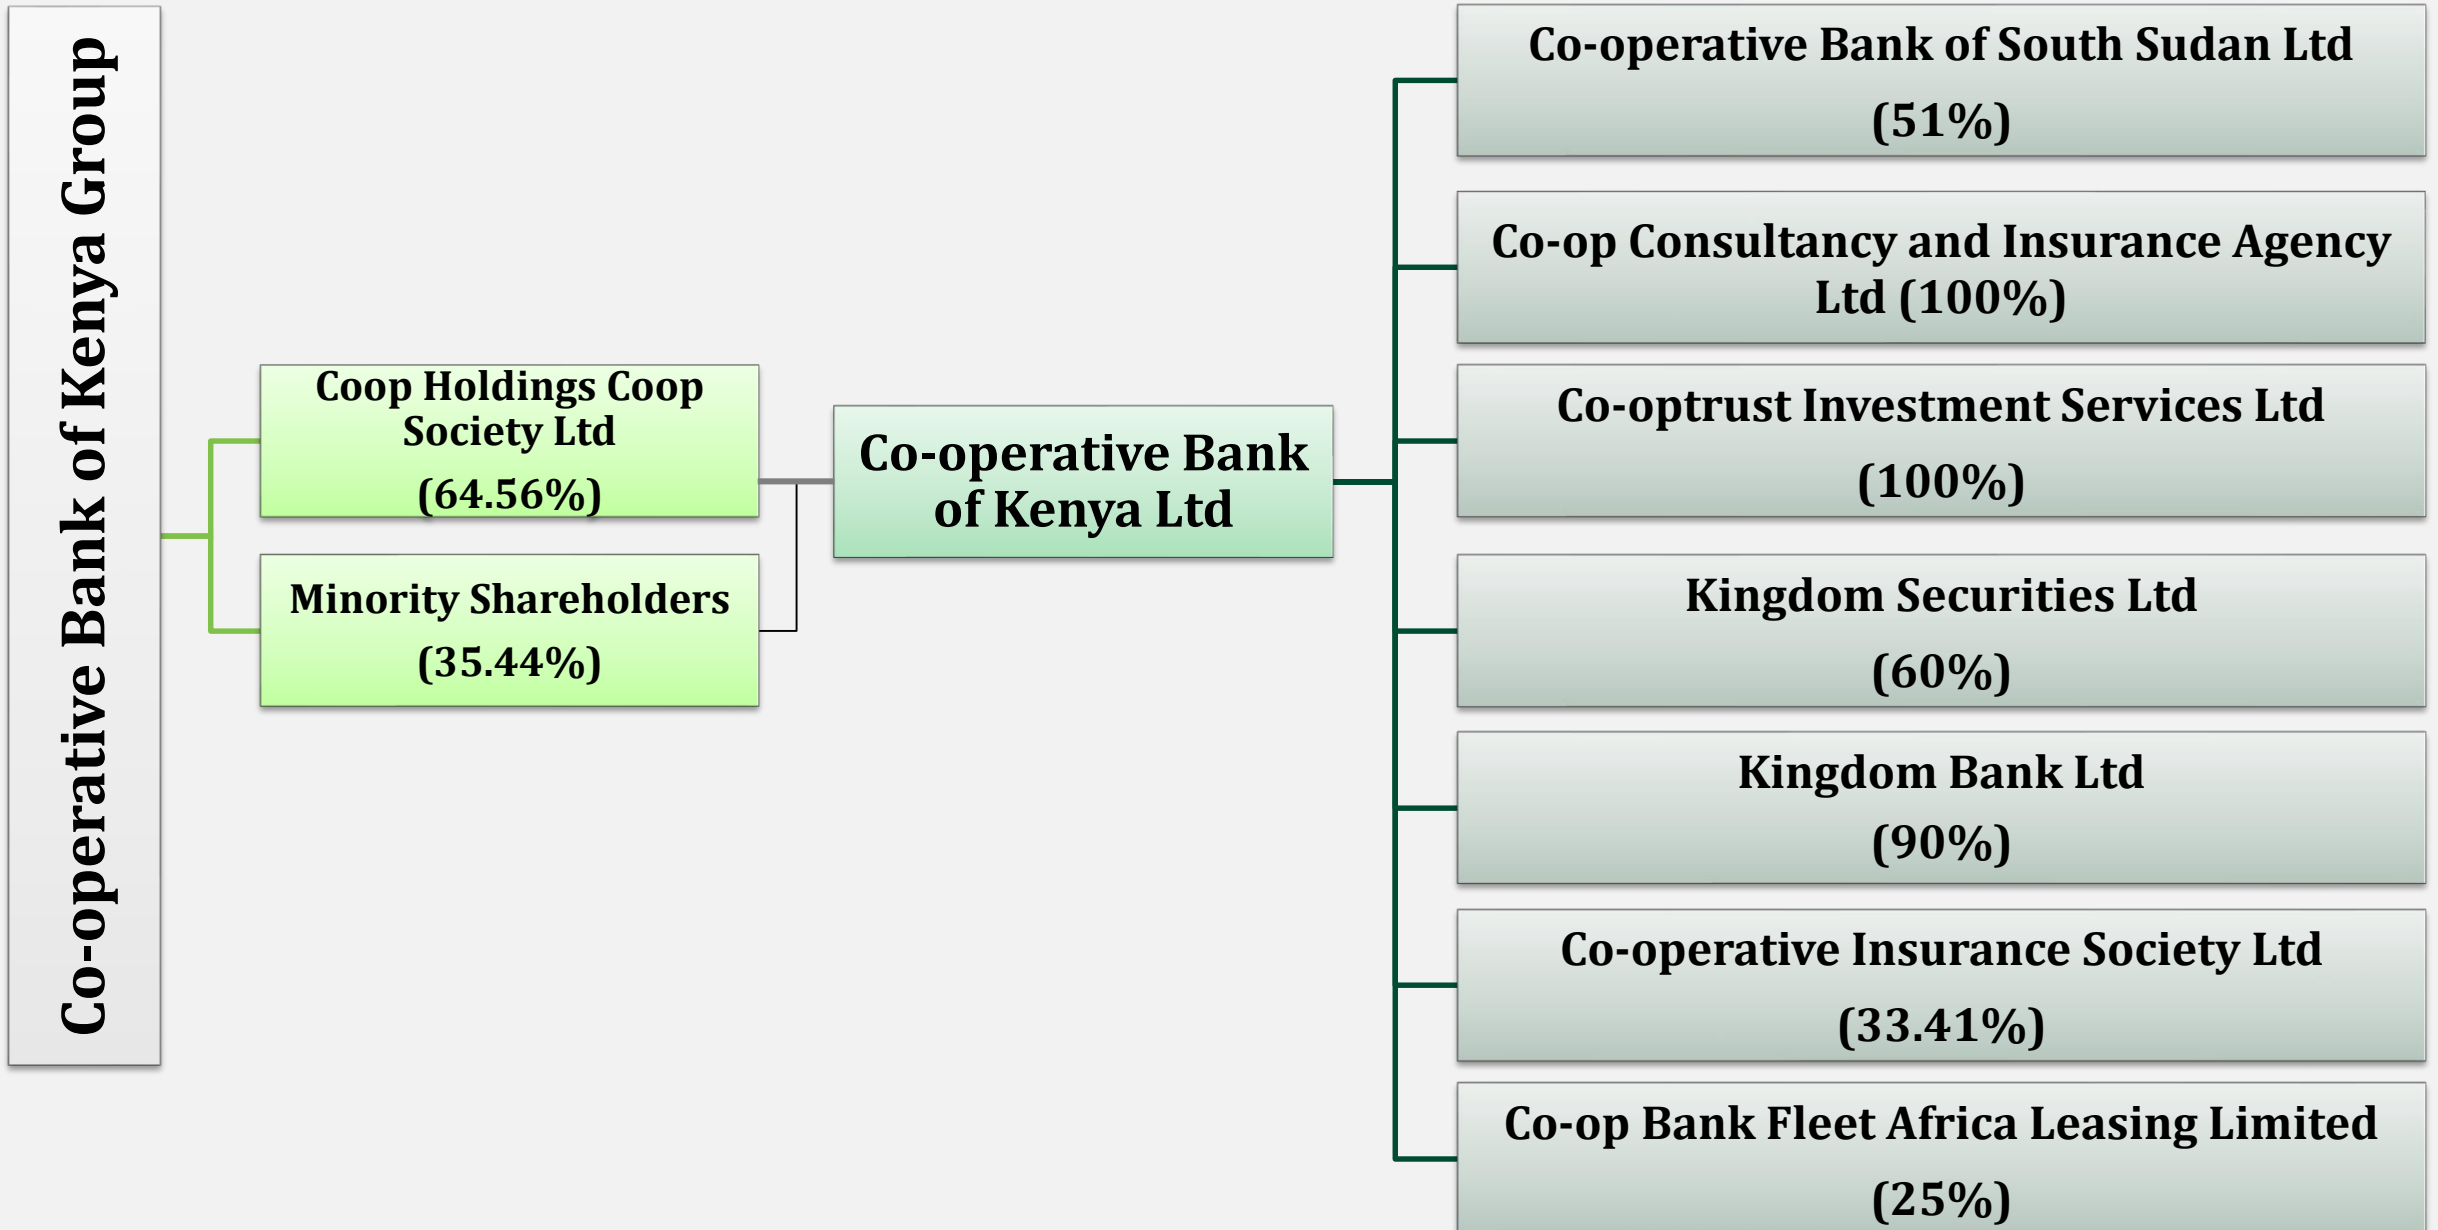 Co-operative Bank of Kenya Group
Coop Holdings Coop
Society Ltd
(64.56%)
Minority Shareholders
(35.44%)
Co-operative Bank
of Kenya Ltd
Co-operative Bank of South Sudan Ltd
(51%)
Co-op Consultancy and Insurance Agency
Ltd (100%)
Co-optrust Investment Services Ltd
(100%)
Kingdom Securities Ltd
(60%)
Kingdom Bank Ltd
(90%)
Co-operative Insurance Society Ltd
(33.41%)
Co-op Bank Fleet Africa Leasing Limited
(25%)